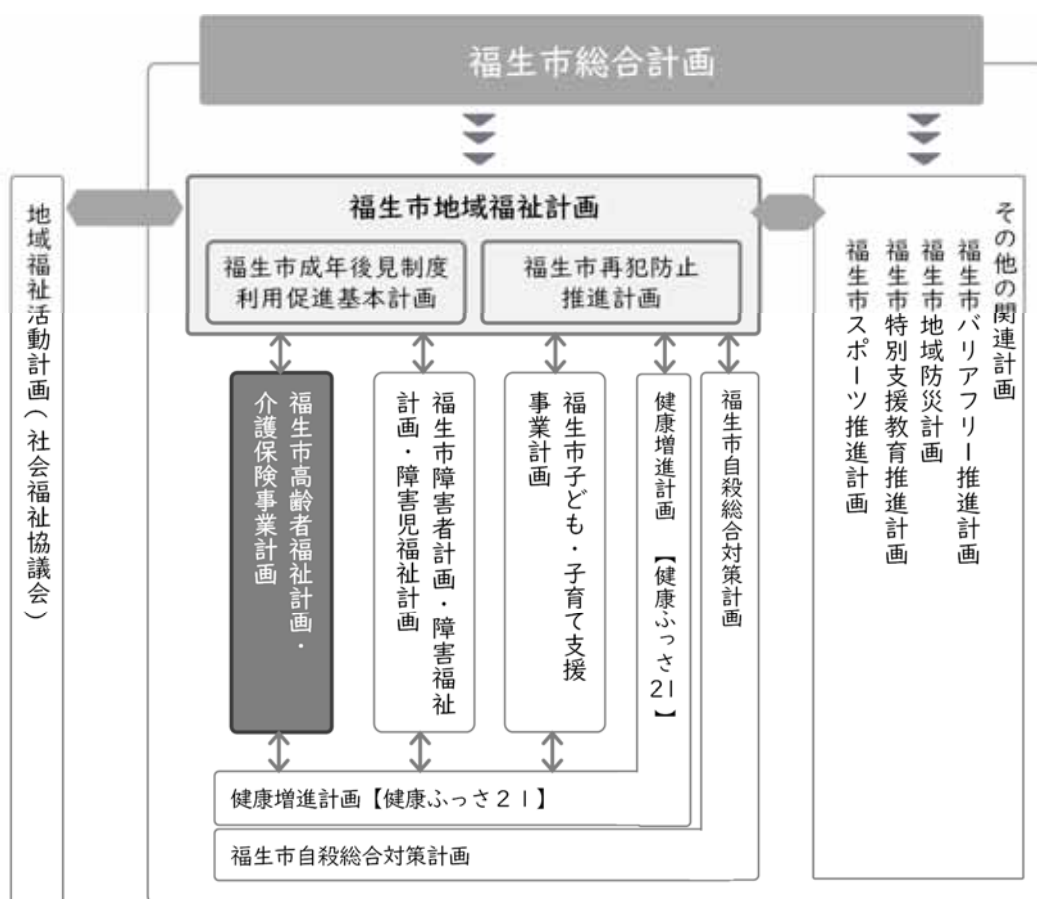 福生市総合計画
福生市地域福祉計画
福生市成年後見制度
利用促進基本計画
福生市再犯防止
推進計画
地域福祉活動計画（社会福祉協議会）
その他の関連計画
福生市バリアフリー推進計画
福生市地域防災計画
福生市特別支援教育推進計画
福生市スポーツ推進計画
福生市高齢者福祉計画・
介護保険事業計画
福生市障害者計画・障害福祉
計画・障害児福祉計画
福生市子ども・子育て支援
事業計画
健康増進計画　【健康ふっさ21】
福生市自殺総合対策計画
健康増進計画【健康ふっさ２１】
福生市自殺総合対策計画